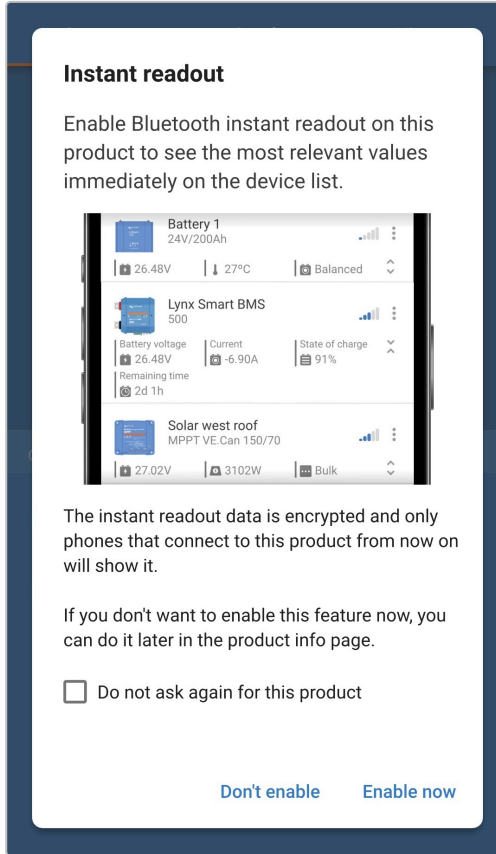 Instant readout
Enable Bluetooth instant readout on this
product to see the most relevant values
immediately on the device list.
Battery 1
24V/200Ah
26.48V 27ºC Balanced
Lynx Smart BMS
500
Battery voltage Current State of charge
26.48V -6.90A 91%
Remaining time
2d 1h
Solar west roof
MPPT VE.Can 150/70
27.02V 3102W Bulk
The instant readout data is encrypted and only
phones that connect to this product from now on
will show it.
If you don't want to enable this feature now, you
can do it later in the product info page.
Do not ask again for this product
Don't enable Enable now